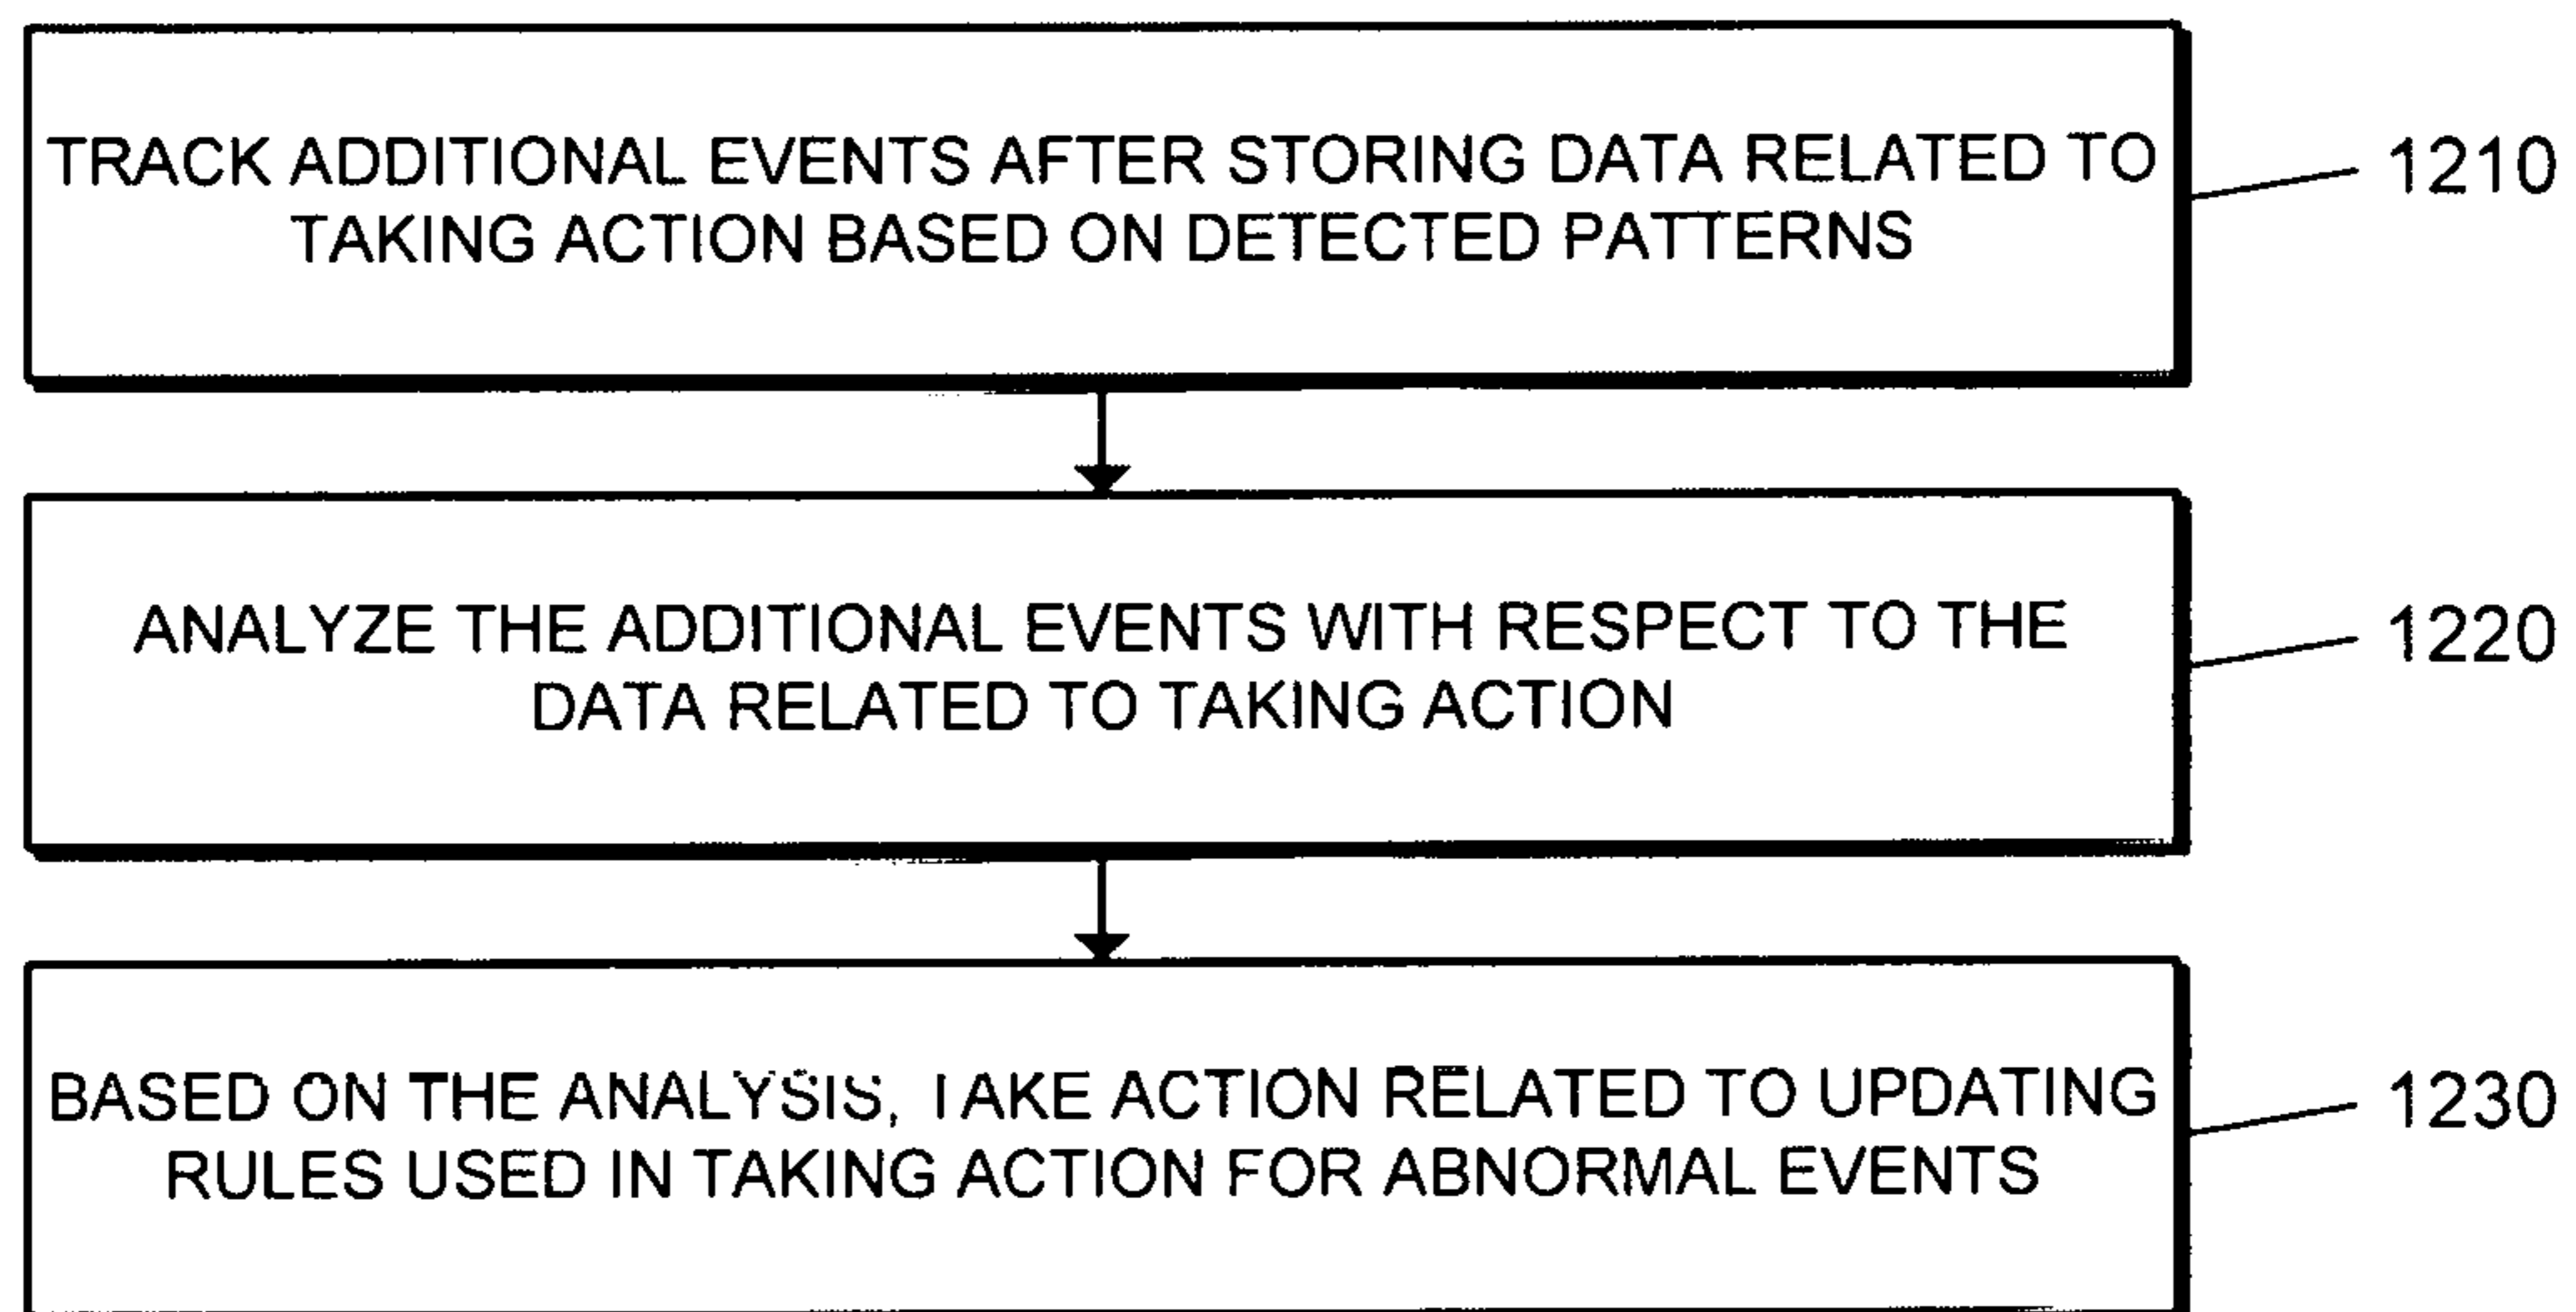 TRACK ADDITIONAL EVENTS AFTER STORING DATA RELATED TO
TAKING ACTION BASED ON DETECTED PATTERNS
1210
ANALYZE THE ADDITIONAL EVENTS WITH RESPECT TO THE
DATA RELATED TO TAKING ACTION
1220
BASED ON THE ANALYSIS, TAKE ACTION RELATED TO UPDATING
RULES USED IN TAKING ACTION FOR ABNORMAL EVENTS
1230